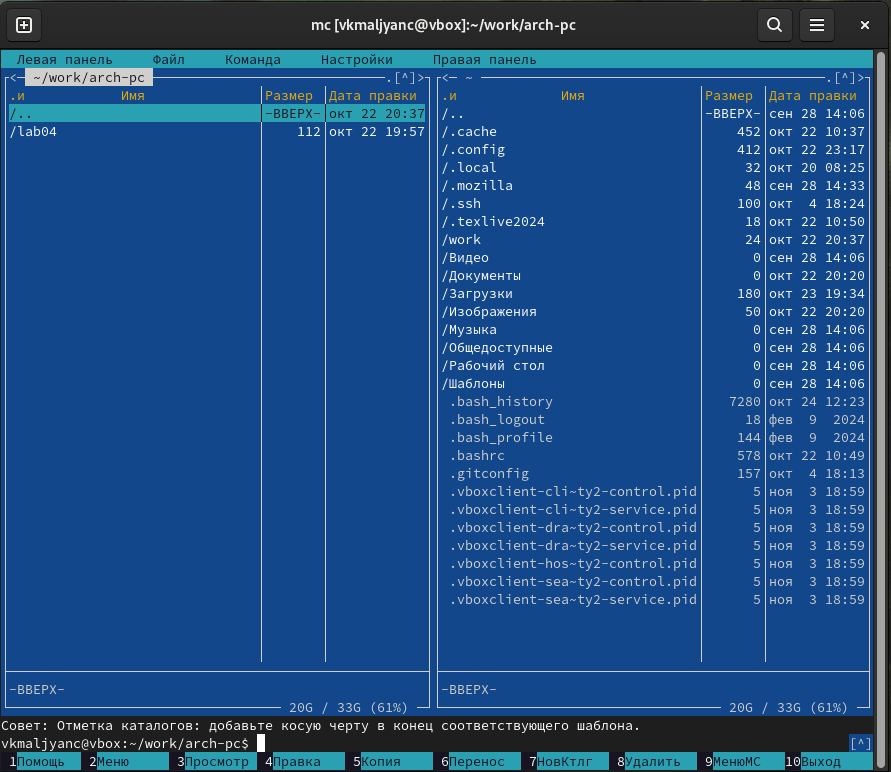 mc [vkmaljyanc@vbox]:~/work/arch-pc
Левая панель Файл Команда Настройки Правая панель
<─ ~/work/arch-pc .[^]>
.и Имя Размер Дата правки
/.. -ВВЕРХ- окт 22 20:37
/lab04 112 окт 22 19:57
-ВВЕРХ-
20G / 33G (61%)
<─ ~ .[^]>
.и Имя Размер Дата правки
/.. -ВВЕРХ- сен 28 14:06
/.cache 452 окт 22 10:37
/.config 412 окт 22 23:17
/.local 32 окт 20 08:25
/.mozilla 48 сен 28 14:33
/.ssh 100 окт 4 18:24
/.texlive2024 18 окт 22 10:50
/work 24 окт 22 20:37
/Видео 0 сен 28 14:06
/Документы 0 окт 22 20:20
/Загрузки 180 окт 23 19:34
/Изображения 50 окт 22 20:20
/Музыка 0 сен 28 14:06
/Общедоступные 0 сен 28 14:06
/Рабочий стол 0 сен 28 14:06
/Шаблоны 0 сен 28 14:06
.bash_history 7280 окт 24 12:23
.bash_logout 18 фев 9 2024
.bash_profile 144 фев 9 2024
.bashrc 578 окт 22 10:49
.gitconfig 157 окт 4 18:13
.vboxclient-cli~ty2-control.pid 5 ноя 3 18:59
.vboxclient-cli~ty2-service.pid 5 ноя 3 18:59
.vboxclient-dra~ty2-control.pid 5 ноя 3 18:59
.vboxclient-dra~ty2-service.pid 5 ноя 3 18:59
.vboxclient-hos~ty2-control.pid 5 ноя 3 18:59
.vboxclient-sea~ty2-control.pid 5 ноя 3 18:59
.vboxclient-sea~ty2-service.pid 5 ноя 3 18:59
-ВВЕРХ-
20G / 33G (61%)
Совет: Отметка каталогов: добавьте косую черту в конец соответствующего шаблона.
vkmaljyanc@vbox:~/work/arch-pc$ [^]
1Помощь 2Меню 3Просмотр 4Правка 5Копия 6Перенос 7НовКтлг 8Удалить 9МенюМС 10Выход